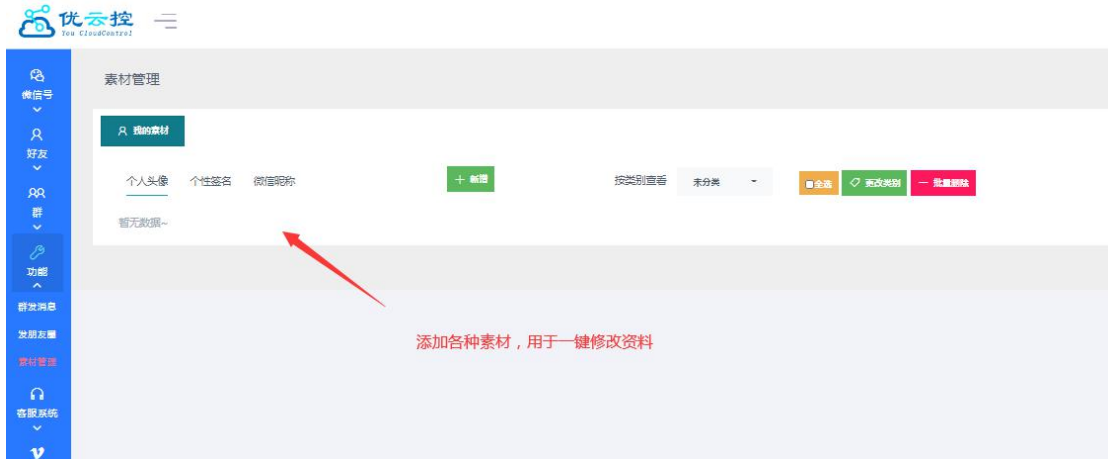 优云控
You CloudControl
微信号
好友
群
功能
群发消息
发朋友圈
素材管理
客服系统
素材管理
我的素材
个人头像 个性签名 微信昵称 + 新增 按类别查看 未分类 全选 更改类别 — 批量删除
暂无数据~
添加各种素材，用于一键修改资料